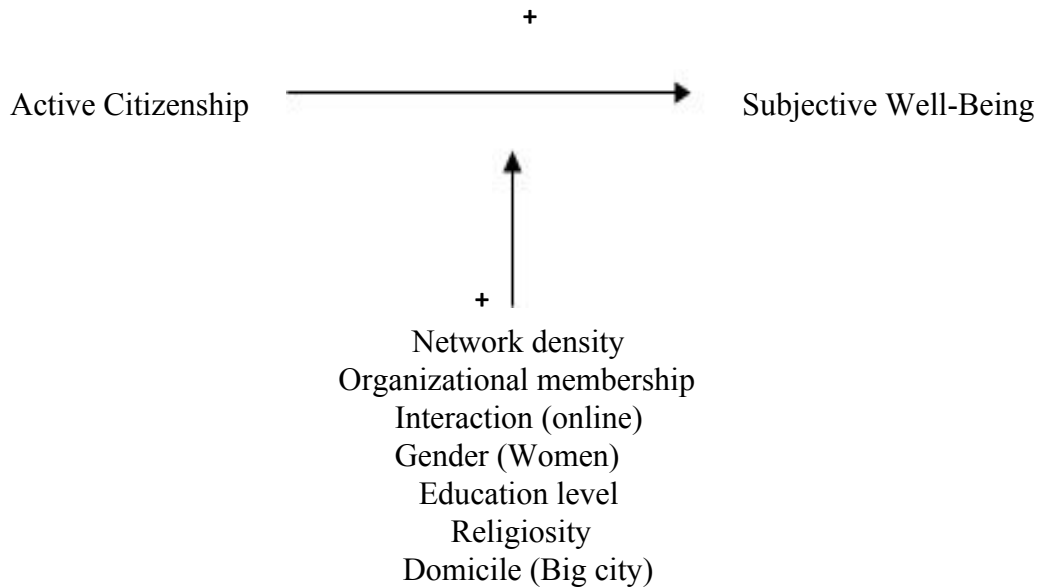 +
Active Citizenship
Subjective Well-Being
+
Network density
Organizational membership
Interaction (online)
Gender (Women)
Education level
Religiosity
Domicile (Big city)